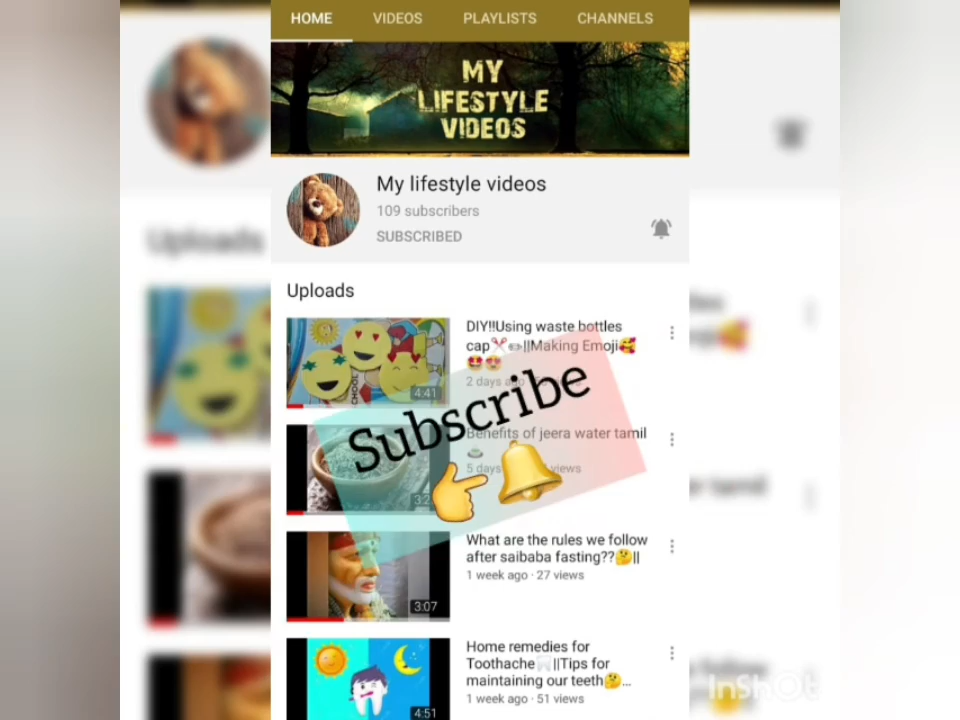 HOME VIDEOS PLAYLISTS CHANNELS
MY
LIFESTYLE
VIDEOS
My lifestyle videos
109 subscribers
SUBSCRIBED
Uploads
DIY!!Using waste bottles
cap✂️✏️||Making Emoji🥰
🤩😍
2 days ago
4:41
Subscribe
Benefits of jeera water tamil
5 days views
What are the rules we follow
after saibaba fasting??🤔||
1 week ago · 27 views
3:07
Home remedies for
Toothache🦷||Tips for
maintaining our teeth🤔...
1 week ago · 51 views
4:51
InShOt